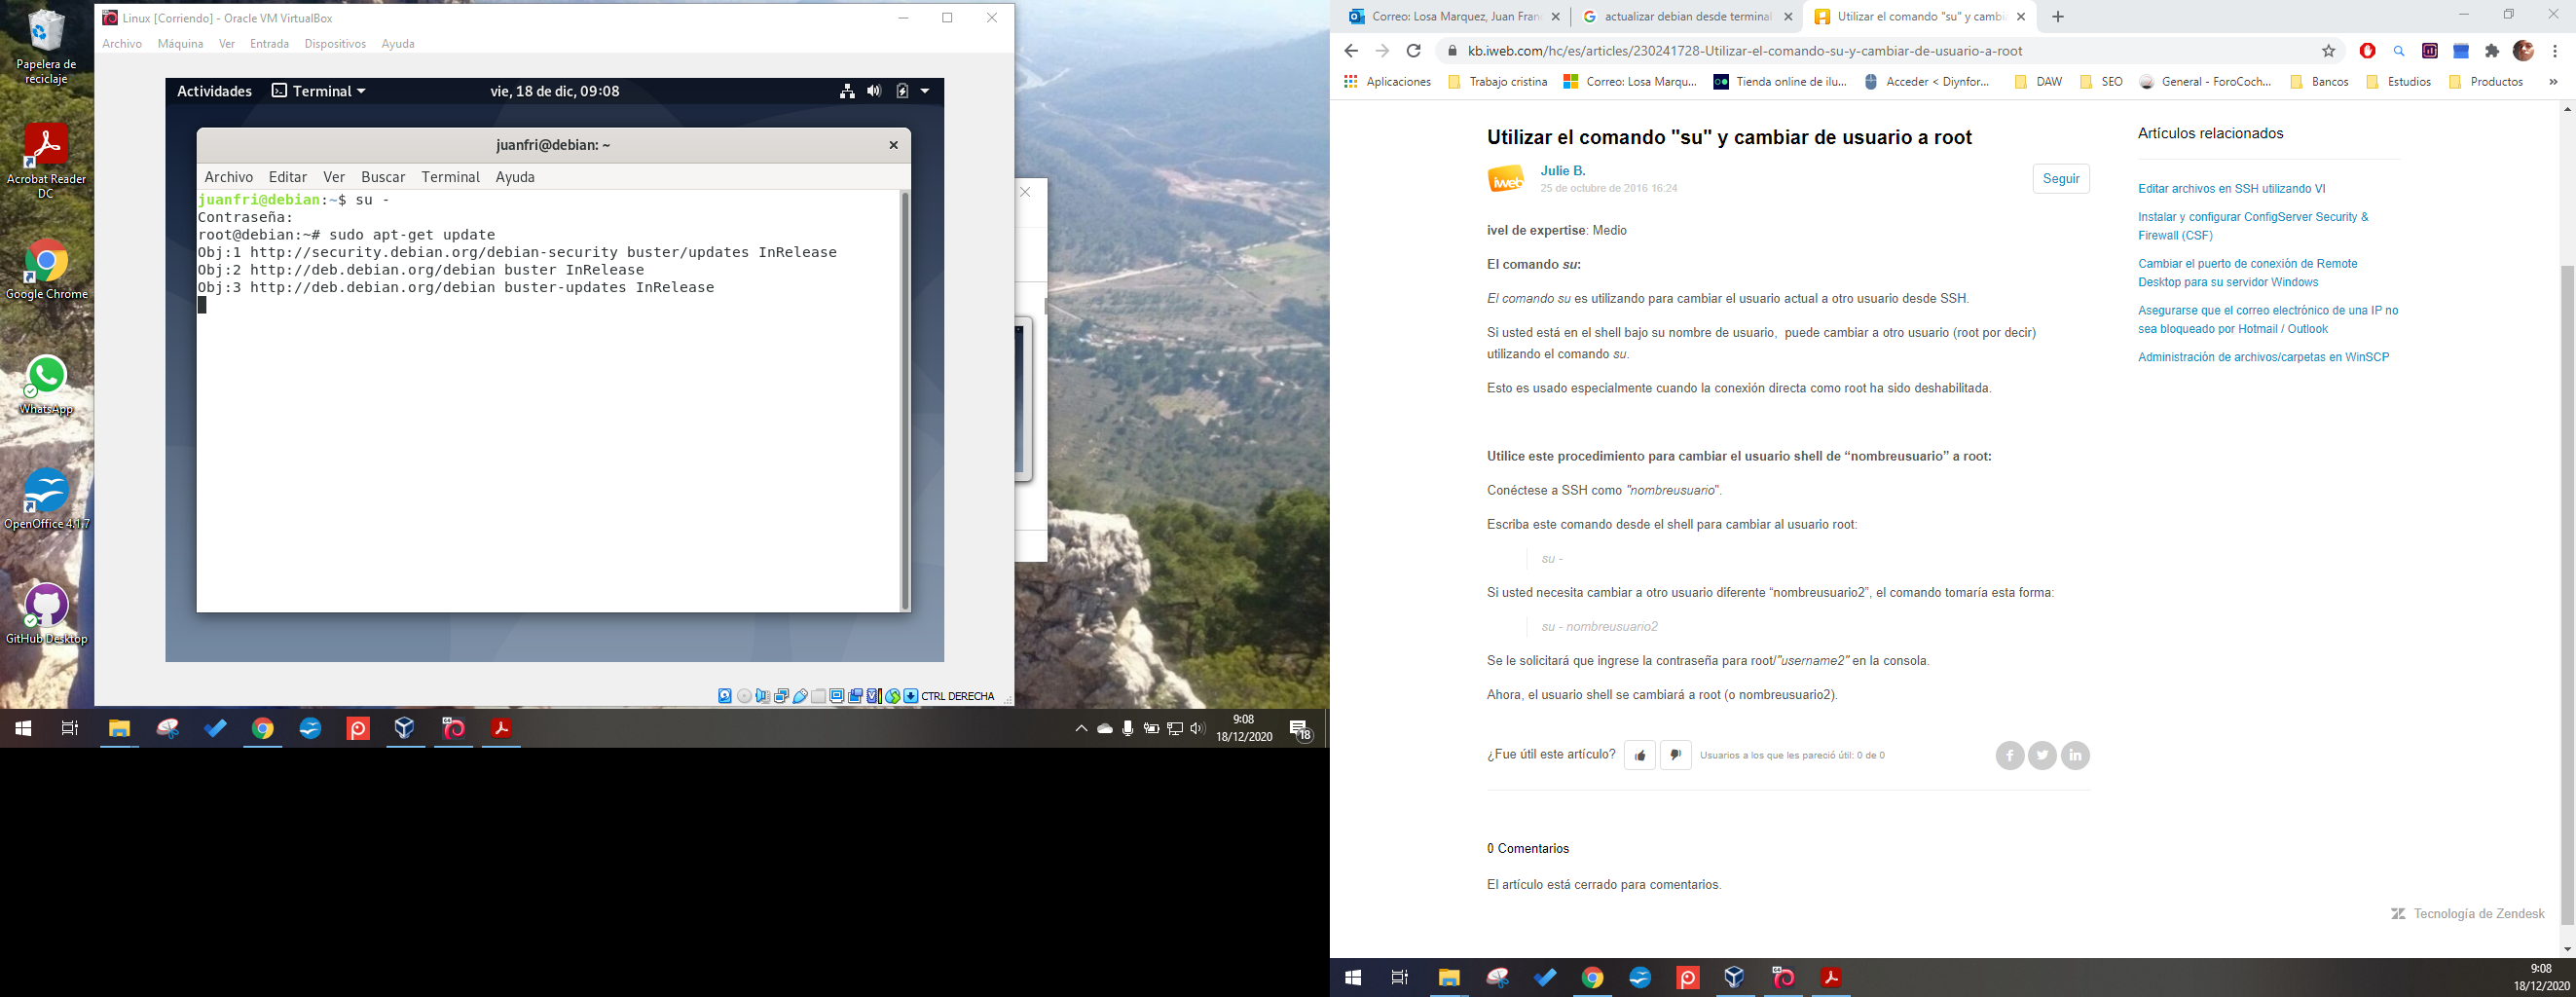 Papelera de
reciclaje
Acrobat Reader
DC
Google Chrome
WhatsApp
OpenOffice 4.1.7
GitHub Desktop
Linux [Corriendo] - Oracle VM VirtualBox
Archivo Máquina Ver Entrada Dispositivos Ayuda
Actividades Terminal vie, 18 de dic, 09:08
juanfri@debian: ~
Archivo Editar Ver Buscar Terminal Ayuda
juanfri@debian:~$ su -
Contraseña:
root@debian:~# sudo apt-get update
Obj:1 http://security.debian.org/debian-security buster/updates InRelease
Obj:2 http://deb.debian.org/debian buster InRelease
Obj:3 http://deb.debian.org/debian buster-updates InRelease
CTRL DERECHA
9:08
18/12/2020
18
Correo: Losa Marquez, Juan Fran
actualizar debian desde terminal
Utilizar el comando "su" y cambi
kb.iweb.com/hc/es/articles/230241728-Utilizar-el-comando-su-y-cambiar-de-usuario-a-root
Aplicaciones Trabajo cristina Correo: Losa Marqu... Tienda online de ilu... Acceder < Diynfor... DAW SEO General - ForoCoch... Bancos Estudios Productos »
Utilizar el comando "su" y cambiar de usuario a root
iweb
Julie B.
25 de octubre de 2016 16:24
Seguir
ivel de expertise: Medio
El comando su:
El comando su es utilizando para cambiar el usuario actual a otro usuario desde SSH.
Si usted está en el shell bajo su nombre de usuario, puede cambiar a otro usuario (root por decir)
utilizando el comando su.
Esto es usado especialmente cuando la conexión directa como root ha sido deshabilitada.
Utilice este procedimiento para cambiar el usuario shell de “nombreusuario” a root:
Conéctese a SSH como "nombreusuario".
Escriba este comando desde el shell para cambiar al usuario root:
su -
Si usted necesita cambiar a otro usuario diferente “nombreusuario2”, el comando tomaría esta forma:
su - nombreusuario2
Se le solicitará que ingrese la contraseña para root/"username2" en la consola.
Ahora, el usuario shell se cambiará a root (o nombreusuario2).
¿Fue útil este artículo?
Usuarios a los que les pareció útil: 0 de 0
0 Comentarios
El artículo está cerrado para comentarios.
Artículos relacionados
Editar archivos en SSH utilizando VI
Instalar y configurar ConfigServer Security &
Firewall (CSF)
Cambiar el puerto de conexión de Remote
Desktop para su servidor Windows
Asegurarse que el correo electrónico de una IP no
sea bloqueado por Hotmail / Outlook
Administración de archivos/carpetas en WinSCP
Tecnología de Zendesk
9:08
18/12/2020